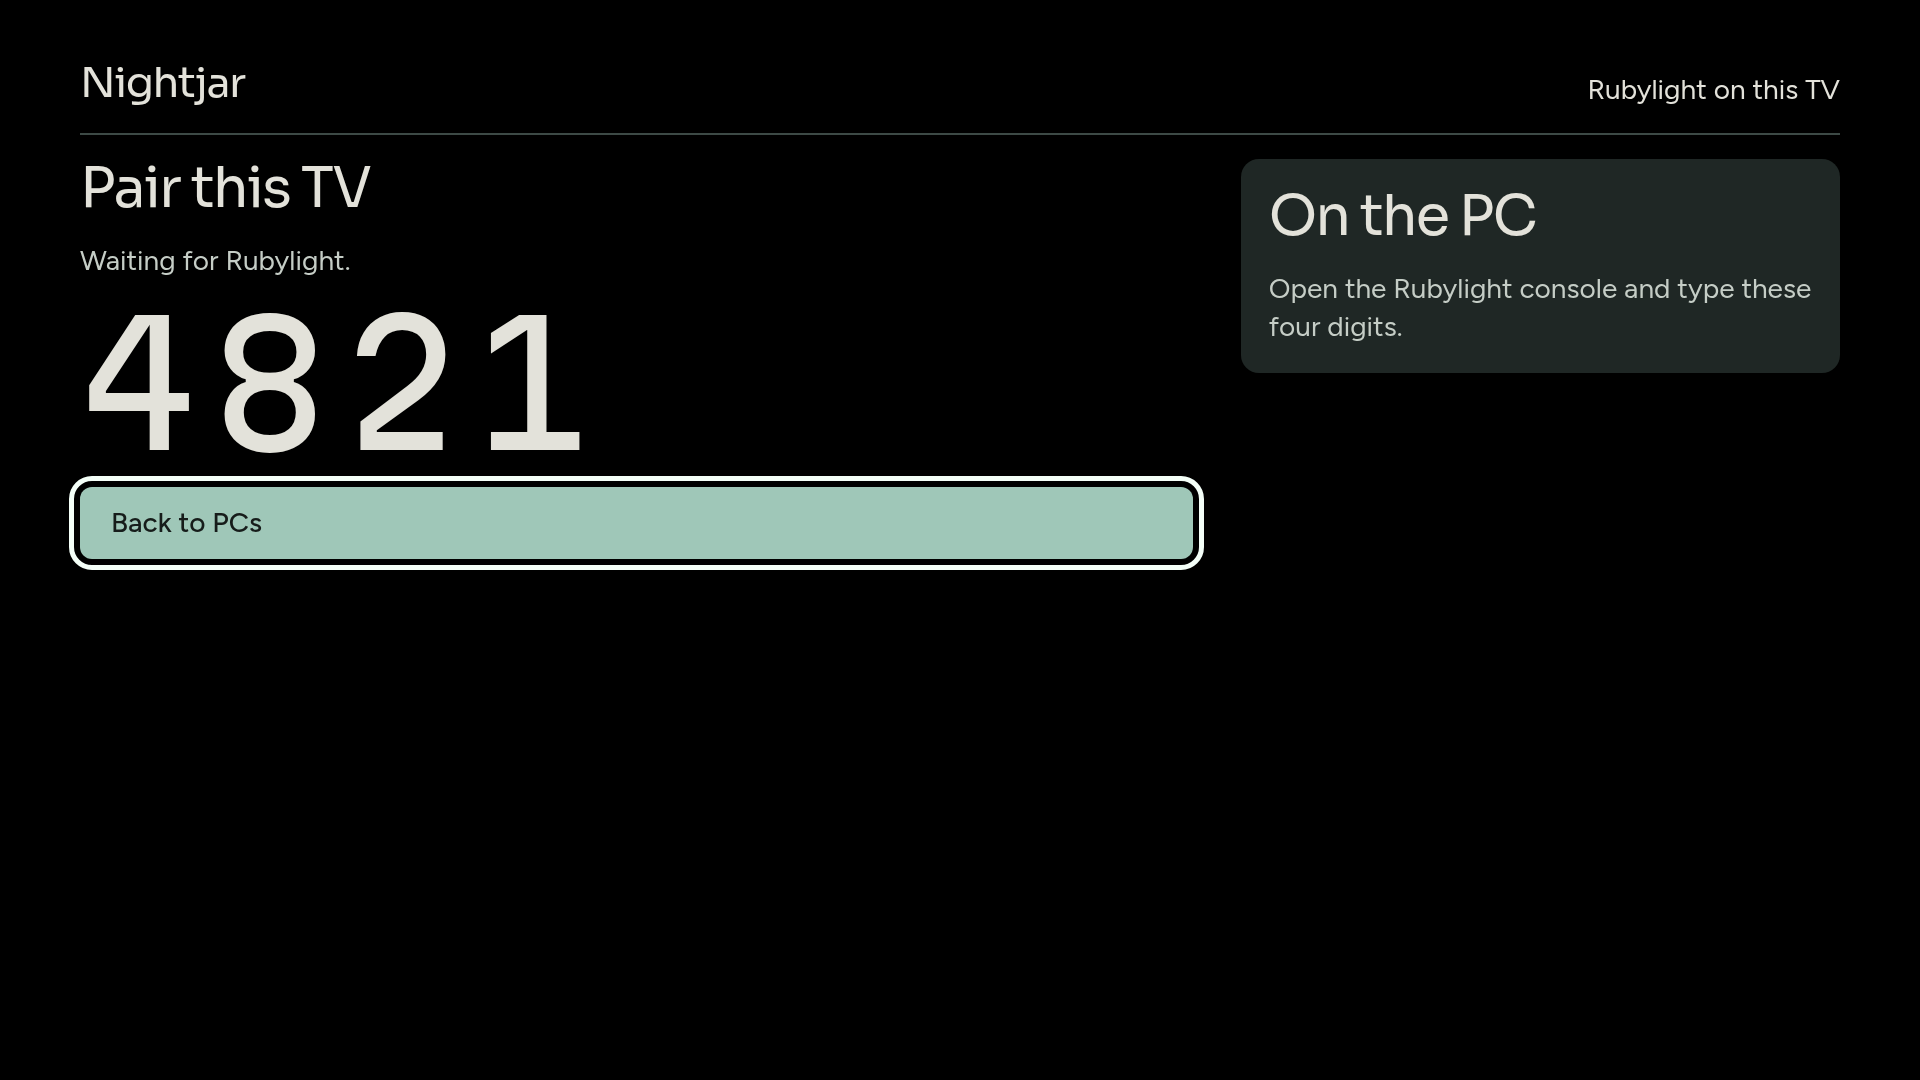 Nightjar
Rubylight on this TV
Pair this TV
Waiting for Rubylight.
4821
Back to PCs
On the PC
Open the Rubylight console and type these
four digits.